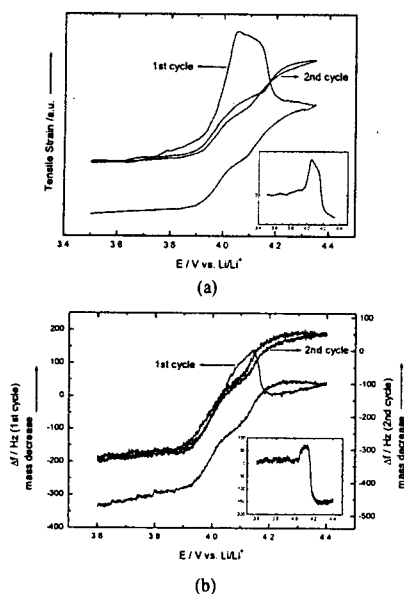 1st cycle
2nd cycle
Tensile Strain /a.u.
3.4 3.6 3.8 4.0 4.2 4.4
E / V vs. Li/Li+
(a)
200
100
0
-100
-200
-300
-400
50
0
-100
-200
-300
-400
-500
1st cycle
2nd cycle
Δf / Hz (1st cycle)
mass decrease
Δf / Hz (2nd cycle)
mass decrease
3.6 3.8 4.0 4.2 4.4
E / V vs. Li/Li+
(b)